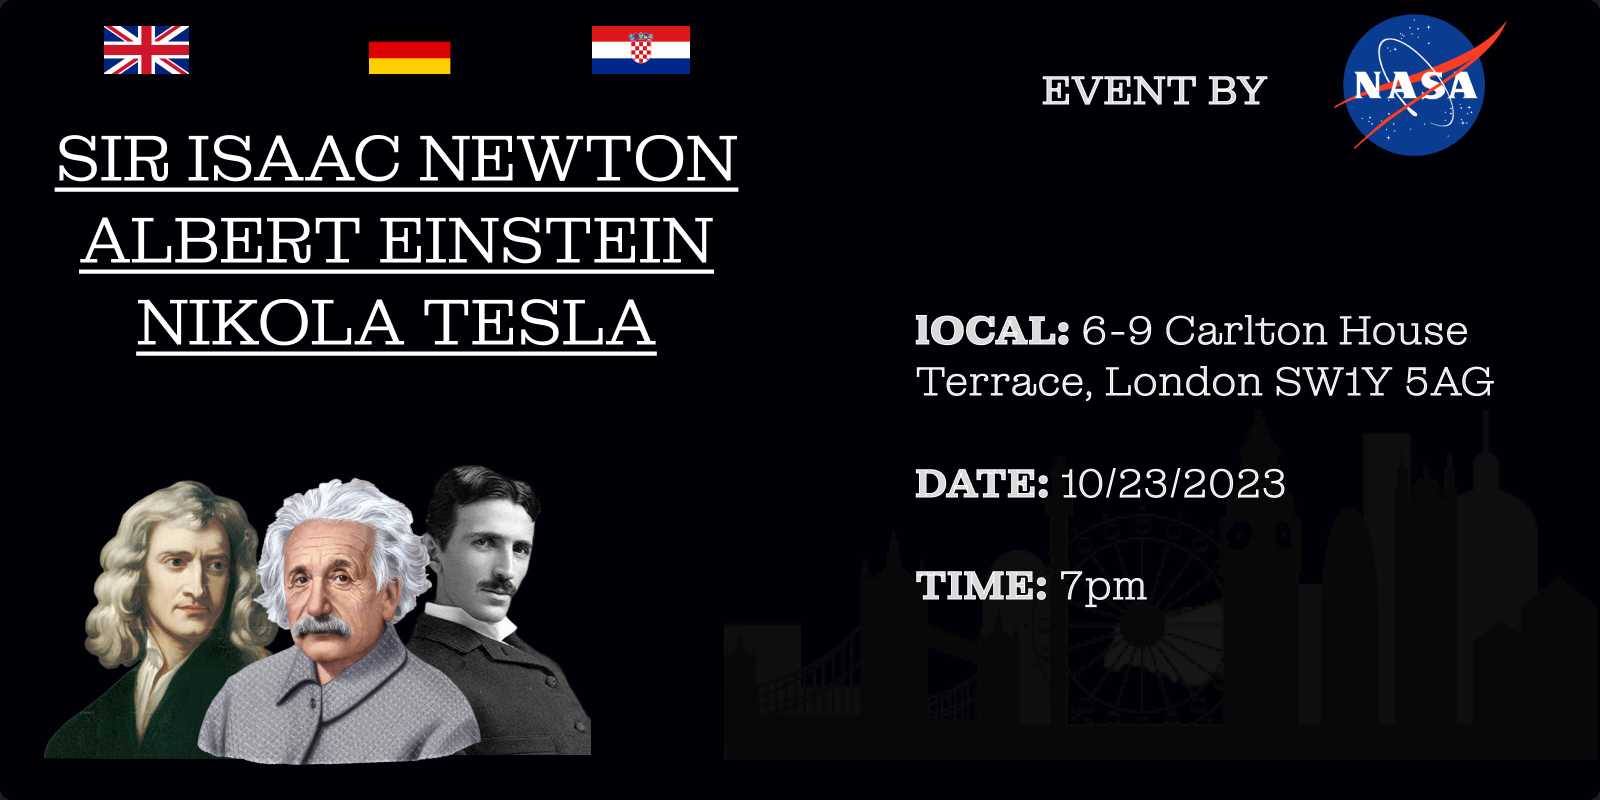 EVENT BY
NASA
SIR ISAAC NEWTON
ALBERT EINSTEIN
NIKOLA TESLA
lOCAL: 6-9 Carlton House
Terrace, London SW1Y 5AG
DATE: 10/23/2023
TIME: 7pm